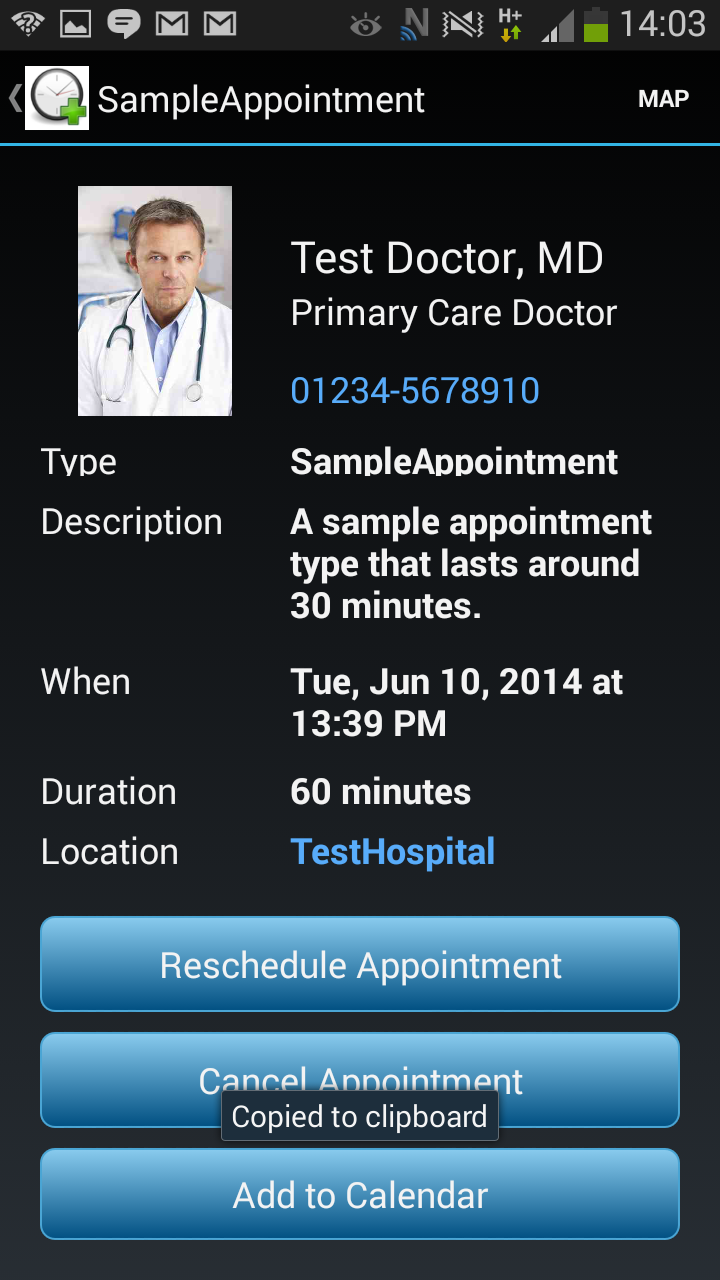 H+
14:03
SampleAppointment
MAP
Test Doctor, MD
Primary Care Doctor
01234-5678910
Type
SampleAppointment
Description
A sample appointment
type that lasts around
30 minutes.
When
Tue, Jun 10, 2014 at
13:39 PM
Duration
60 minutes
Location
TestHospital
Reschedule Appointment
Cancel Appointment
Copied to clipboard
Add to Calendar